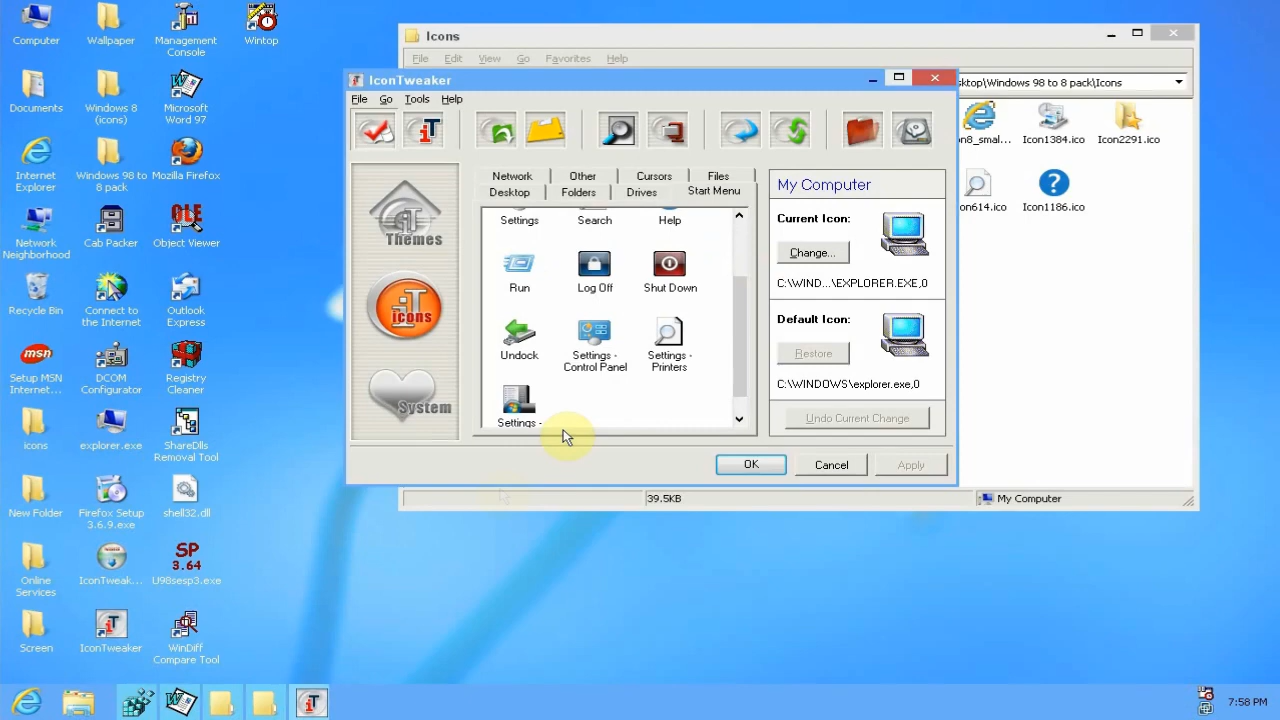 Computer
Wallpaper
Management
Console
Wintop
Documents
Windows 8
(icons)
Microsoft
Word 97
Internet
Explorer
Windows 98 to
8 pack
Mozilla Firefox
Network
Neighborhood
Cab Packer
Object Viewer
Recycle Bin
Connect to
the Internet
Outlook
Express
msn
Setup MSN
Internet...
DCOM
Configurator
Registry
Cleaner
icons
explorer.exe
ShareDlls
Removal Tool
New Folder
Firefox Setup
3.6.9.exe
shell32.dll
Online
Services
IconTweak...
SP
3.64
U98sesp3.exe
Screen
IconTweaker
WinDiff
Compare Tool
Icons
File Edit View Go Favorites Help
ktop\Windows 98 to 8 pack\Icons
n8_smal... Icon1384.ico Icon2291.ico
on614.ico Icon1186.ico
39.5KB
My Computer
IconTweaker
File Go Tools Help
iT
Themes
iT
icons
System
Network Other Cursors Files
Desktop Folders Drives Start Menu
Settings Search Help
Run Log Off Shut Down
Undock
Settings -
Control Panel
Settings -
Printers
Settings -
My Computer
Current Icon:
Change...
C:\WIND...\EXPLORER.EXE,0
Default Icon:
Restore
C:\WINDOWS\explorer.exe,0
Undo Current Change
OK Cancel Apply
7:58 PM